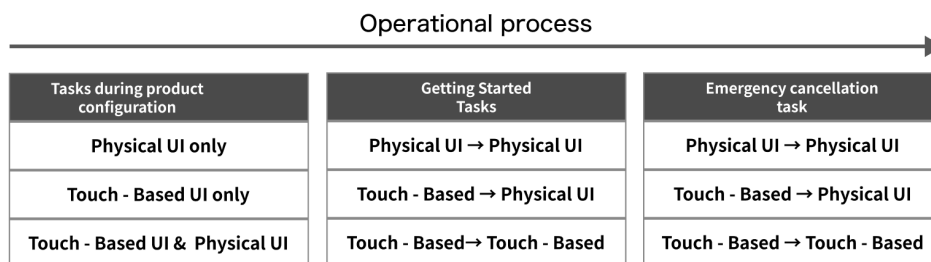 Operational process
Tasks during product
configuration
Physical UI only
Touch - Based UI only
Touch - Based UI & Physical UI
Getting Started
Tasks
Physical UI → Physical UI
Touch - Based → Physical UI
Touch - Based→ Touch - Based
Emergency cancellation
task
Physical UI → Physical UI
Touch - Based → Physical UI
Touch - Based → Touch - Based